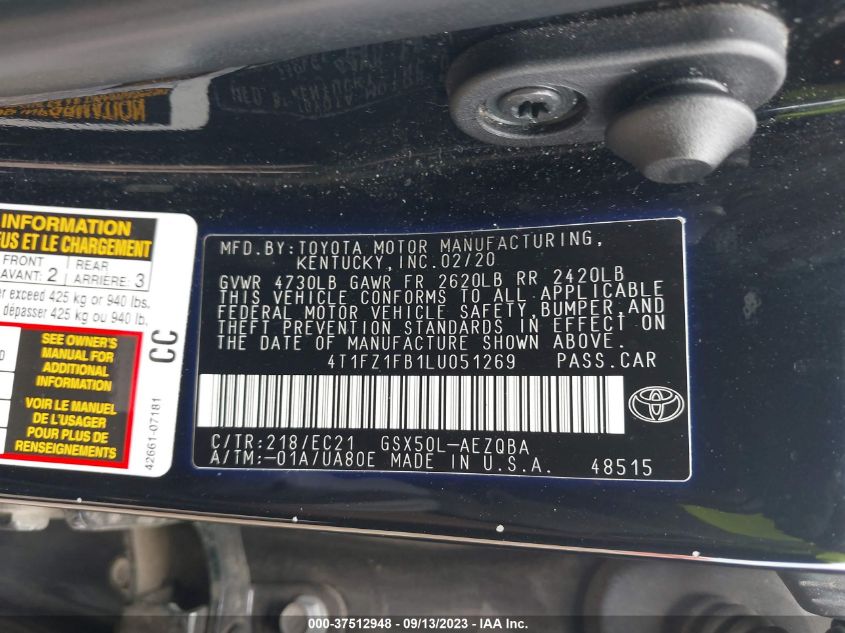 INFORMATION
US ET LE CHARGEMENT
FRONT
AVANT: 2
REAR
ARRIÈRE: 3
exceed 425 kg or 940 lbs.
dépasser 425 kg ou 940 lb.
SEE OWNER'S
MANUAL FOR
ADDITIONAL
INFORMATION
VOIR LE MANUEL
DE L'USAGER
POUR PLUS DE
RENSEIGNEMENTS
CC
42661-07181
MFD.BY:TOYOTA MOTOR MANUFACTURING,
KENTUCKY,INC.02/20
GVWR 4730LB GAWR FR 2620LB RR 2420LB
THIS VEHICLE CONFORMS TO ALL APPLICABLE
FEDERAL MOTOR VEHICLE SAFETY,BUMPER,AND
THEFT PREVENTION STANDARDS IN EFFECT ON
THE DATE OF MANUFACTURE SHOWN ABOVE.
4T1FZ1FB1LU051269 PASS.CAR
C/TR:218/EC21 GSX50L-AEZQBA
A/TM:-01A/UA80E MADE IN U.S.A. 48515
000-37512948 - 09/13/2023 - IAA Inc.